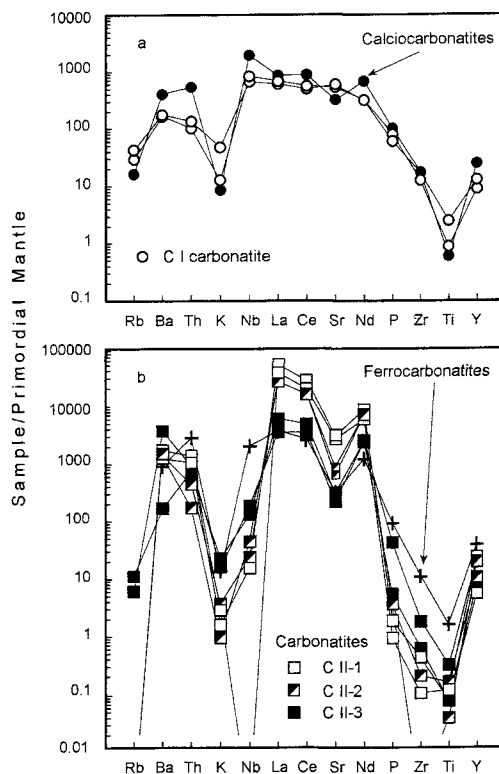 Sample/Primordial Mantle
10000
a
Calciocarbonatites
1000
100
10
1
C I carbonatite
0.1
Rb Ba Th K Nb La Ce Sr Nd P Zr Ti Y
100000
b
Ferrocarbonatites
10000
1000
100
10
Carbonatites
1
C II-1
C II-2
0.1
C II-3
0.01
Rb Ba Th K Nb La Ce Sr Nd P Zr Ti Y